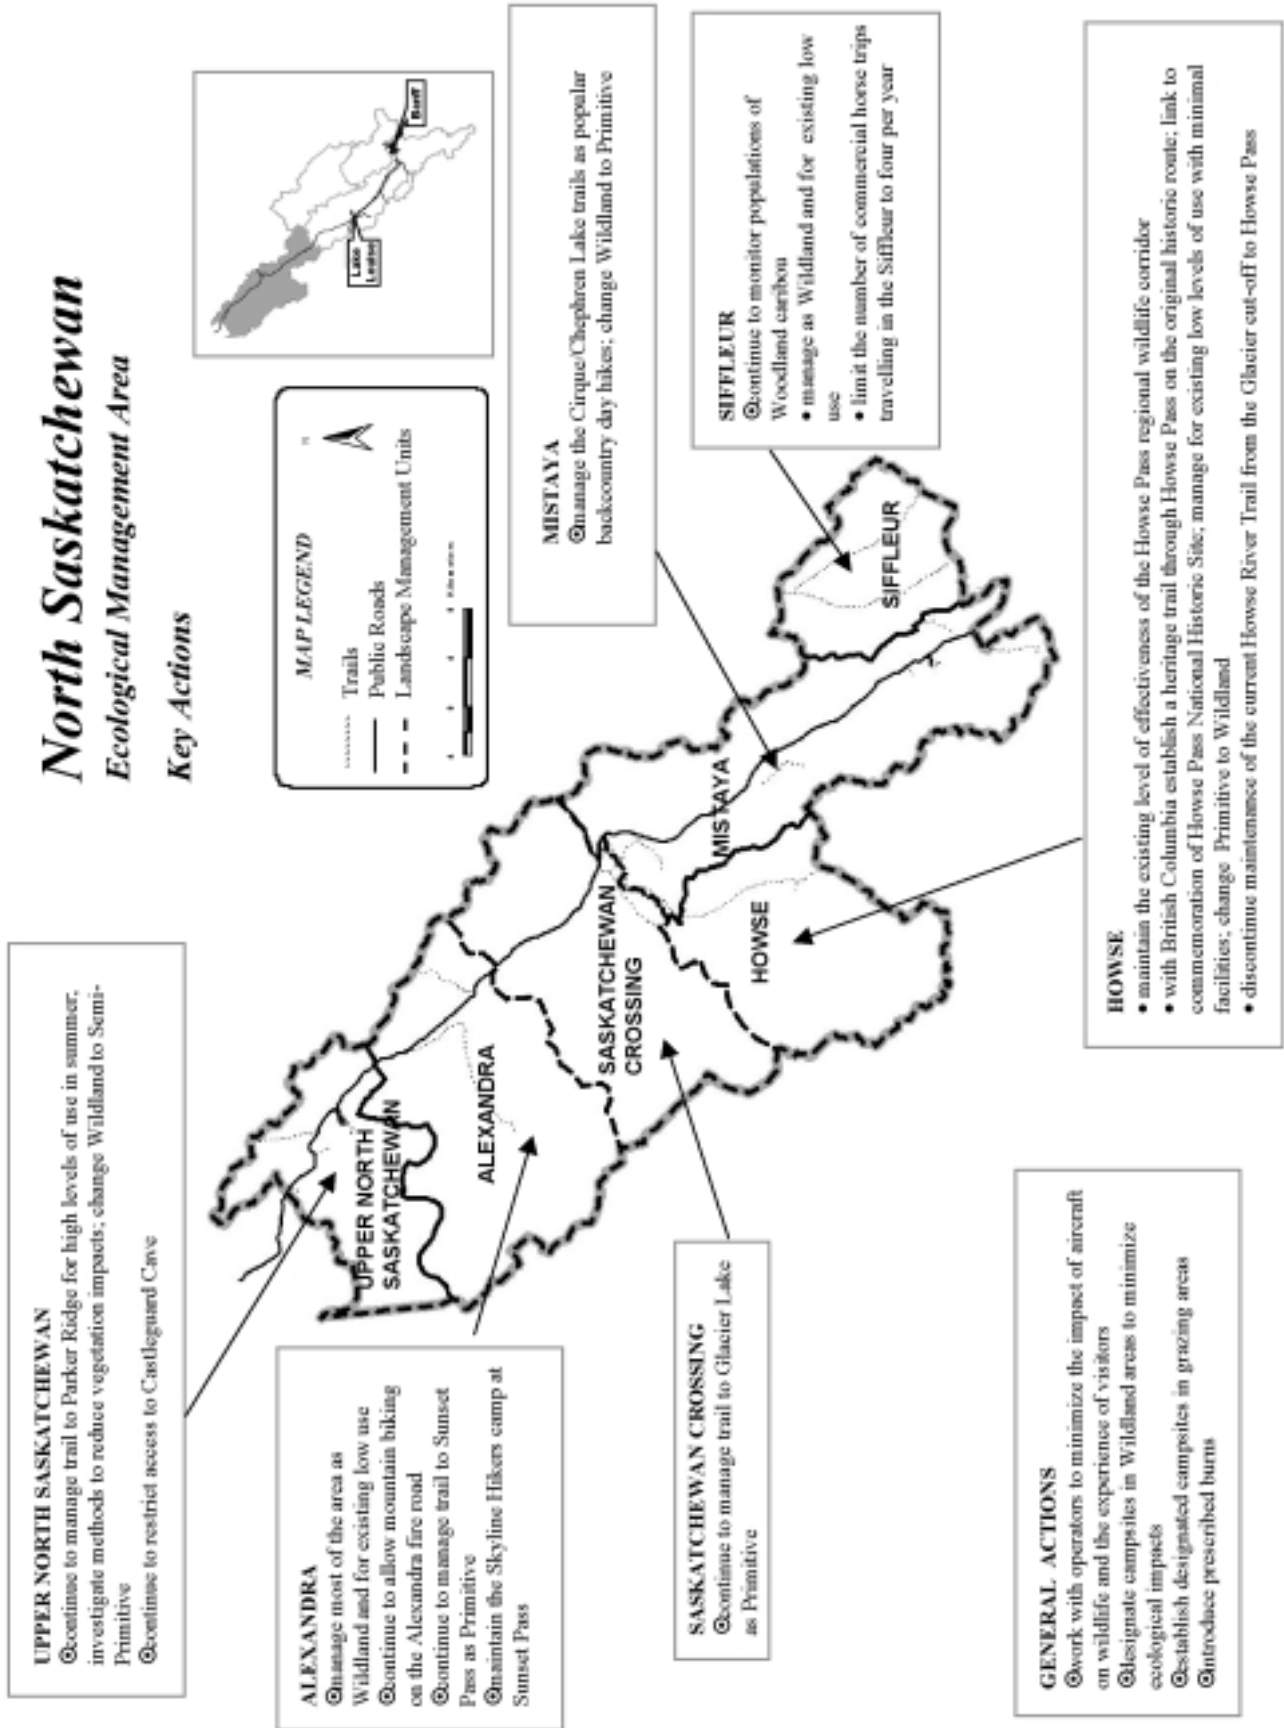 North Saskatchewan
Ecological Management Area
Key Actions
MAP LEGEND
Trails
Public Roads
Landscape Management Units
Lake
Louise
Banff
UPPER NORTH SASKATCHEWAN
continue to manage trail to Parker Ridge for high levels of use in summer;
investigate methods to reduce vegetation impacts; change Wildland to Semi-
Primitive
continue to restrict access to Castleguard Cave
ALEXANDRA
manage most of the area as
Wildland and for existing low use
continue to allow mountain biking
on the Alexandra fire road
continue to manage trail to Sunset
Pass as Primitive
maintain the Skyline Hikers camp at
Sunset Pass
SASKATCHEWAN CROSSING
continue to manage trail to Glacier Lake
as Primitive
GENERAL ACTIONS
work with operators to minimize the impact of aircraft
on wildlife and the experience of visitors
designate campsites in Wildland areas to minimize
ecological impacts
establish designated campsites in grazing areas
introduce prescribed burns
MISTAYA
manage the Cirque/Chephren Lake trails as popular
backcountry day hikes; change Wildland to Primitive
SIFFLEUR
continue to monitor populations of
Woodland caribou
• manage as Wildland and for existing low
use
• limit the number of commercial horse trips
travelling in the Siffleur to four per year
HOWSE
• maintain the existing level of effectiveness of the Howse Pass regional wildlife corridor
• with British Columbia establish a heritage trail through Howse Pass on the original historic route; link to
commemoration of Howse Pass National Historic Site; manage for existing low levels of use with minimal
facilities; change Primitive to Wildland
• discontinue maintenance of the current Howse River Trail from the Glacier cut-off to Howse Pass
UPPER NORTH
SASKATCHEWAN
ALEXANDRA
SASKATCHEWAN
CROSSING
HOWSE
MISTAYA
SIFFLEUR